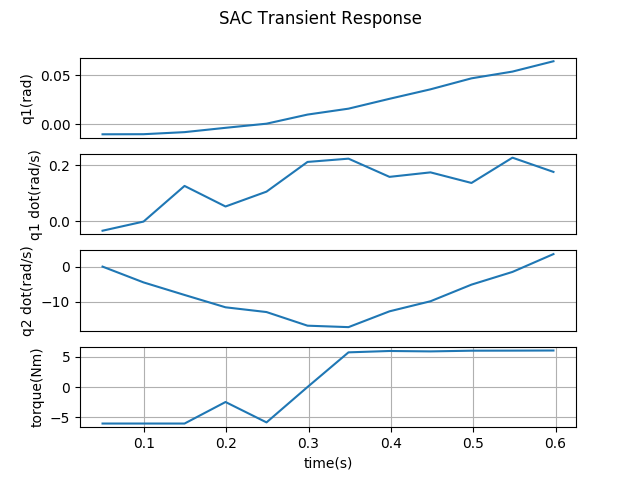 SAC Transient Response
q1(rad)
0.05
0.00
q1 dot(rad/s)
0.2
0.0
q2 dot(rad/s)
0
−10
torque(Nm)
5
0
−5
0.1 0.2 0.3 0.4 0.5 0.6
time(s)